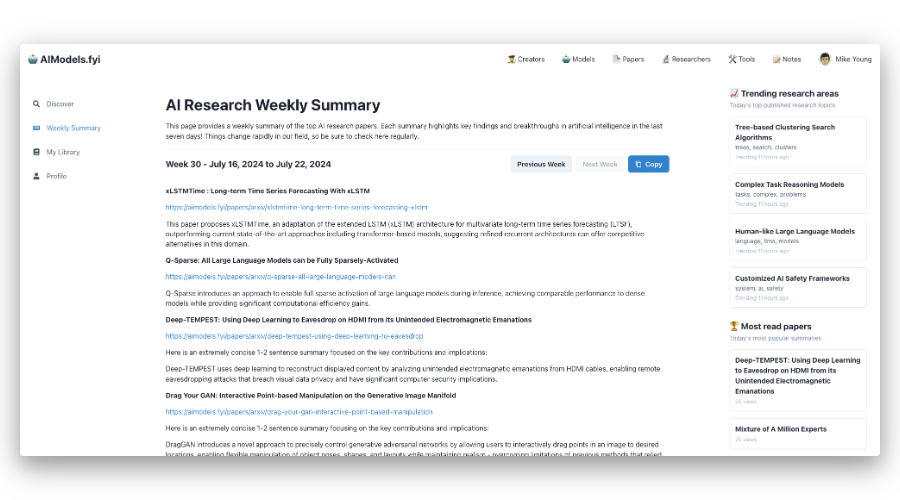 AIModels.fyi
Creators
Models
Papers
Researchers
Tools
Notes
Mike Young
Discover
Weekly Summary
My Library
Profile
AI Research Weekly Summary
This page provides a weekly summary of the top AI research papers. Each summary highlights key findings and breakthroughs in artificial intelligence in the last
seven days! Things change rapidly in our field, so be sure to check here regularly.
Week 30 - July 16, 2024 to July 22, 2024
Previous Week
Next Week
Copy
xLSTMTime : Long-term Time Series Forecasting With xLSTM
https://aimodels.fyi/papers/arxiv/xlstmtime-long-term-time-series-forecasting-xlstm
This paper proposes xLSTMTime, an adaptation of the extended LSTM (xLSTM) architecture for multivariate long-term time series forecasting (LTSF),
outperforming current state-of-the-art approaches including transformer-based models, suggesting refined recurrent architectures can offer competitive
alternatives in this domain.
Q-Sparse: All Large Language Models can be Fully Sparsely-Activated
https://aimodels.fyi/papers/arxiv/q-sparse-all-large-language-models-can
Q-Sparse introduces an approach to enable full sparse activation of large language models during inference, achieving comparable performance to dense
models while providing significant computational efficiency gains.
Deep-TEMPEST: Using Deep Learning to Eavesdrop on HDMI from its Unintended Electromagnetic Emanations
https://aimodels.fyi/papers/arxiv/deep-tempest-using-deep-learning-to-eavesdrop
Here is an extremely concise 1-2 sentence summary focused on the key contributions and implications:
Deep-TEMPEST uses deep learning to reconstruct displayed content by analyzing unintended electromagnetic emanations from HDMI cables, enabling remote
eavesdropping attacks that breach visual data privacy and have significant computer security implications.
Drag Your GAN: Interactive Point-based Manipulation on the Generative Image Manifold
https://aimodels.fyi/papers/arxiv/drag-your-gan-interactive-point-based-manipulation
Here is an extremely concise 1-2 sentence summary focusing on the key contributions and implications:
DragGAN introduces a novel approach to precisely control generative adversarial networks by allowing users to interactively drag points in an image to desired
locations, enabling flexible manipulation of object poses, shapes, and layouts while maintaining realism - overcoming limitations of previous methods that relied
Trending research areas
Today's top published research topics
Tree-based Clustering Search
Algorithms
trees, search, clusters
Trending 11 hours ago
Complex Task Reasoning Models
tasks, complex, problems
Trending 11 hours ago
Human-like Large Language Models
language, llms, models
Trending 11 hours ago
Customized AI Safety Frameworks
system, ai, safety
Trending 11 hours ago
Most read papers
Today's most popular summaries
Deep-TEMPEST: Using Deep Learning
to Eavesdrop on HDMI from its
Unintended Electromagnetic
Emanations
25 views
Mixture of A Million Experts
views